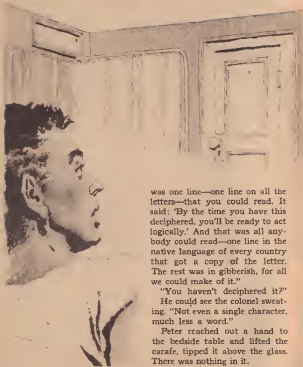 was one line—one line on all the
letters—that you could read. It
said: 'By the time you have this
deciphered, you'll be ready to act
logically.' And that was all any-
body could read—one line in the
native language of every country
that got a copy of the letter.
The rest was in gibberish, for all
we could make of it."
"You haven't deciphered it?"
He could see the colonel sweat-
ing. "Not even a single character,
much less a word."
Peter reached out a hand to
the bedside table and lifted the
carafe, tipped it above the glass.
There was nothing in it.